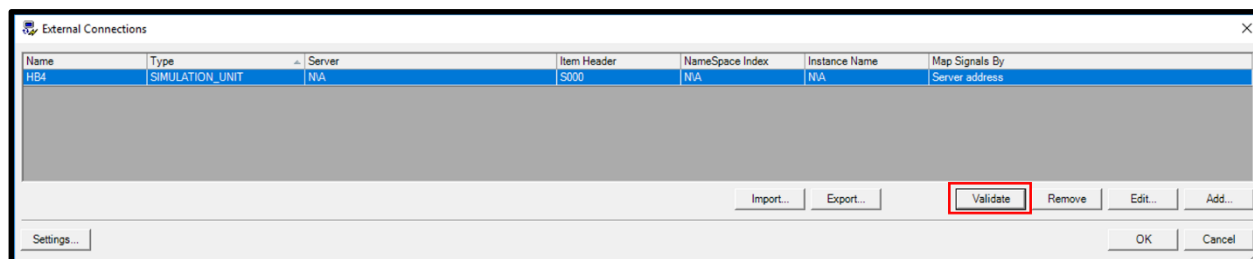 External Connections
Name Type Server Item Header NameSpace Index Instance Name Map Signals By
HB4 SIMULATION_UNIT N\A S000 N\A N\A Server address
Import... Export... Validate Remove Edit... Add...
Settings... OK Cancel